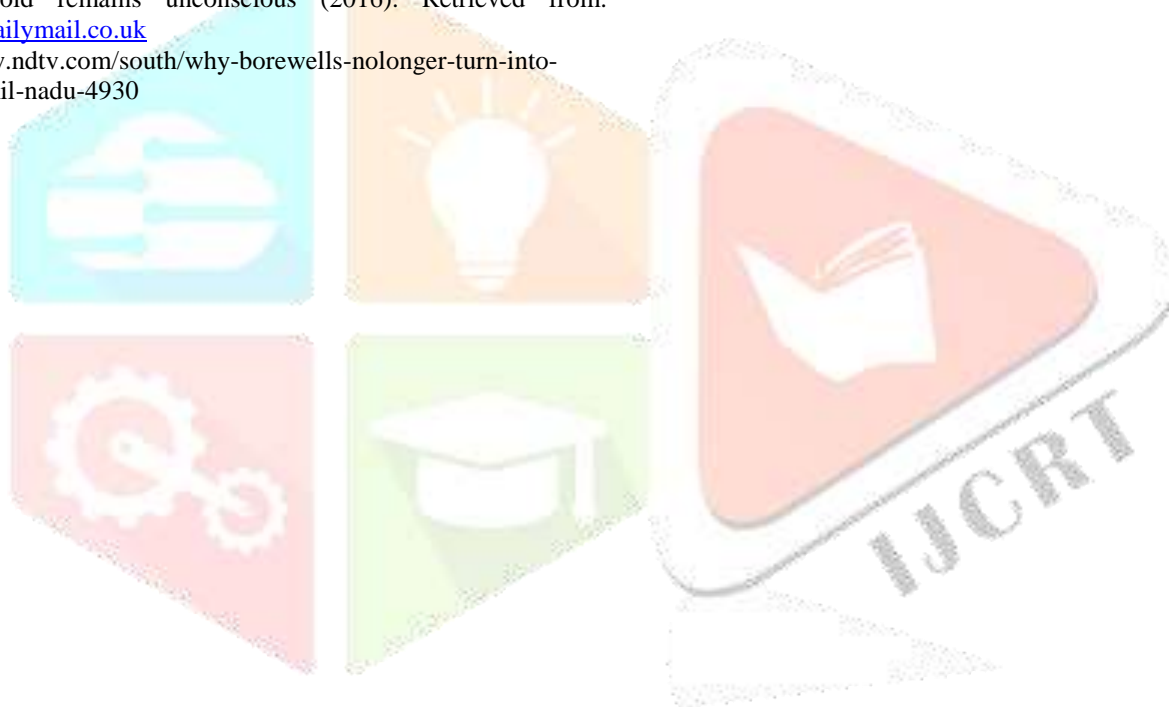 old remains unconscious (2016). Retrieved from:
ailymail.co.uk
.ndtv.com/south/why-borewells-nolonger-turn-into-
il-nadu-4930
IJCRT